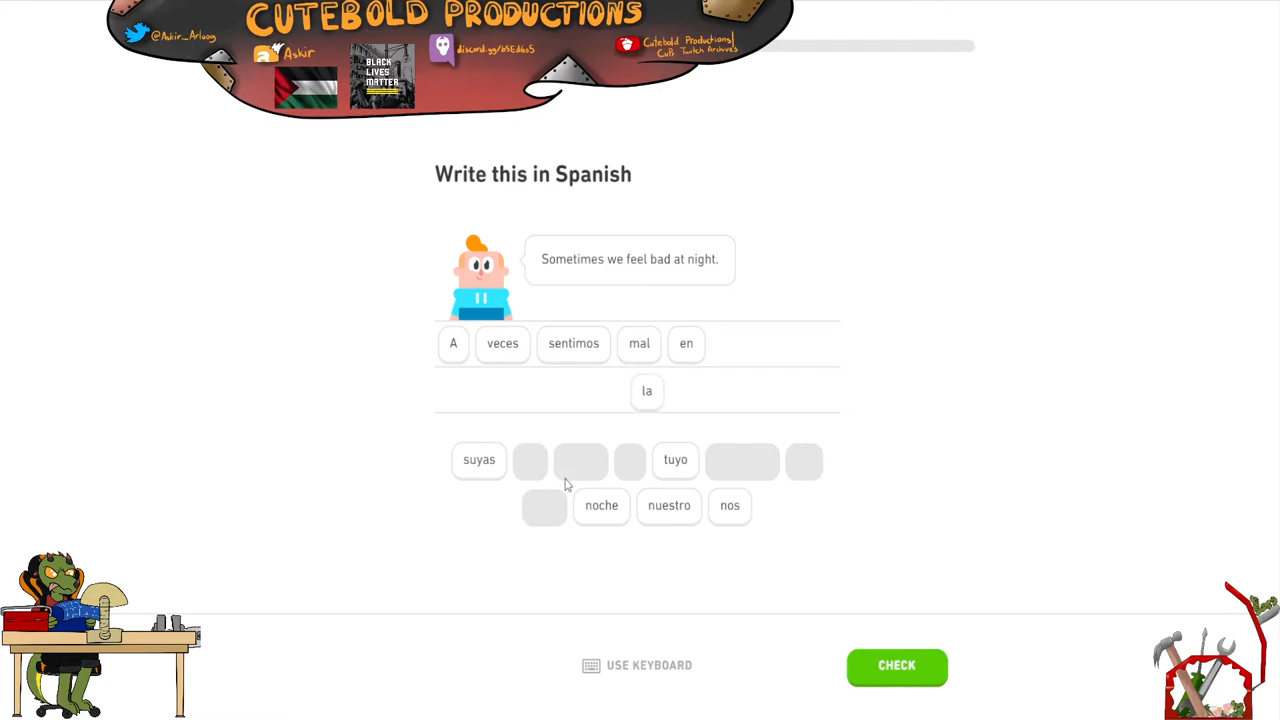 CUTEBOLD PRODUCTIONS
@Askir_Arloog
Askir
BLACK
LIVES
MATTER
discord.gg/bSEd6sS
Cutebold Productions
Twitch Archives
Write this in Spanish
Sometimes we feel bad at night.
A veces sentimos mal en
la
suyas tuyo
noche nuestro nos
USE KEYBOARD
CHECK